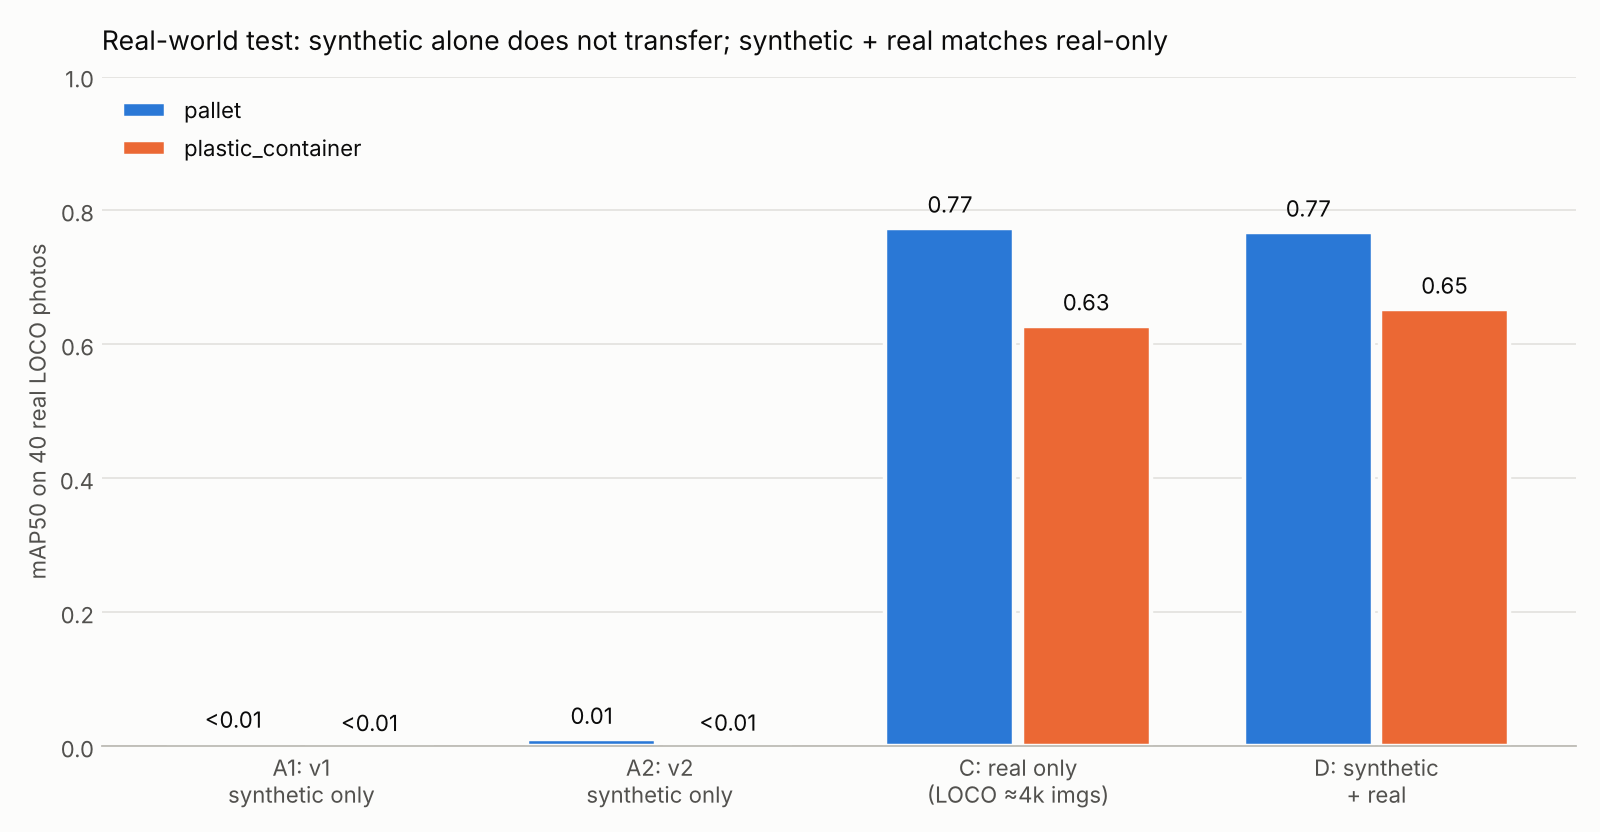 Real-world test: synthetic alone does not transfer; synthetic + real matches real-only
1.0
pallet
plastic_container
0.8
0.77
0.77
0.65
0.63
mAP50 on 40 real LOCO photos
0.6
0.4
0.2
<0.01
<0.01
0.01
<0.01
0.0
A1: v1
synthetic only
A2: v2
synthetic only
C: real only
(LOCO ≈4k imgs)
D: synthetic
+ real